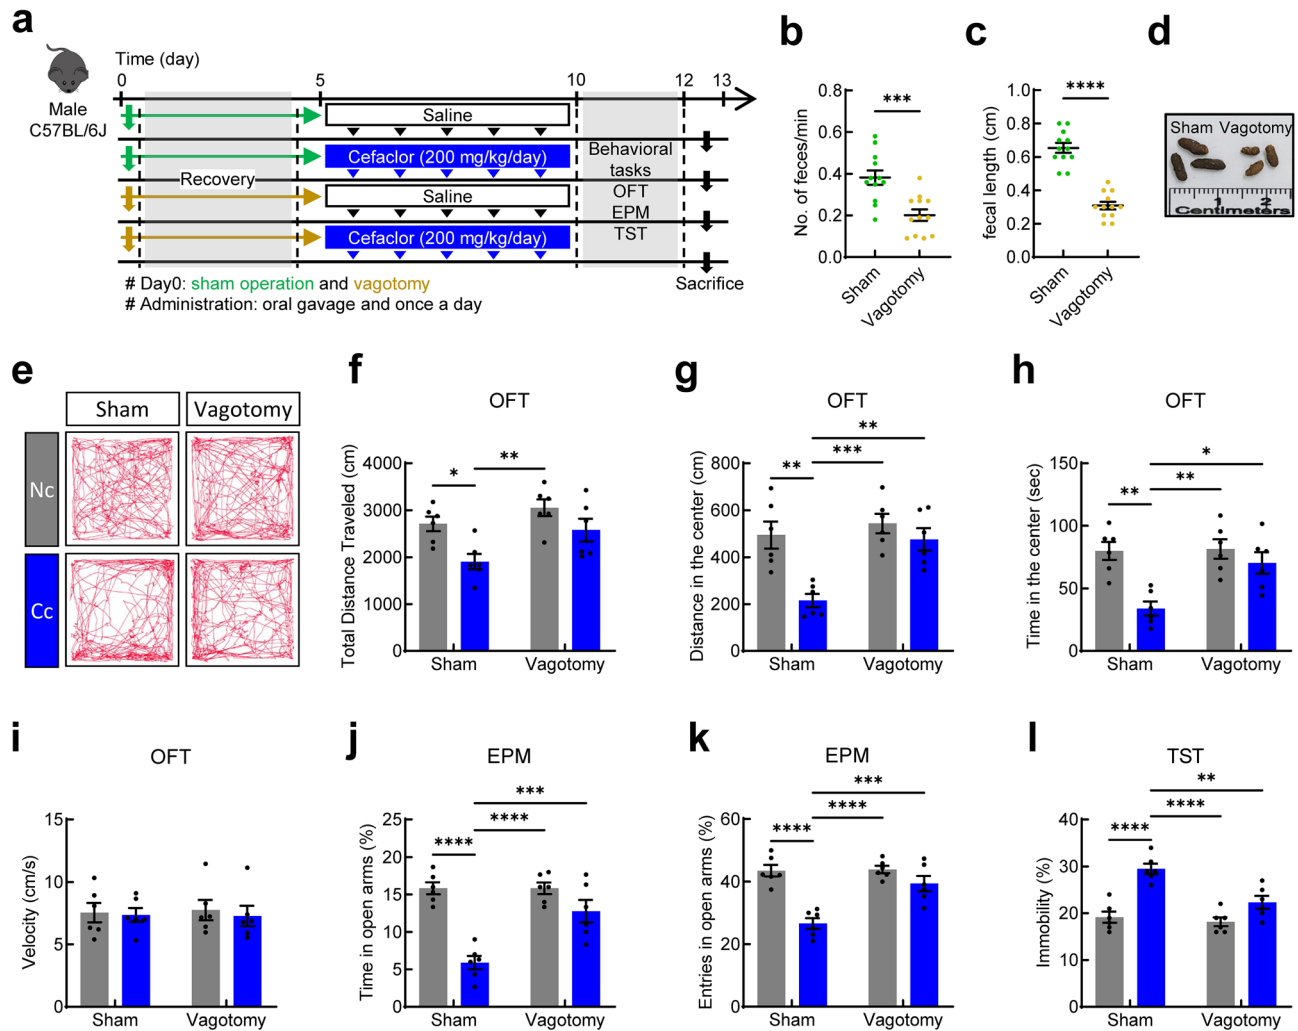 a
Time (day)
0 5 10 12 13
Male
C57BL/6J
Saline
Cefaclor (200 mg/kg/day)
Recovery
Saline
Cefaclor (200 mg/kg/day)
Behavioral
tasks
OFT
EPM
TST
Sacrifice
# Day0: sham operation and vagotomy
# Administration: oral gavage and once a day
b
No. of feces/min
0.8
0.6
0.4
0.2
0.0
***
Sham
Vagotomy
c
fecal length (cm)
1.0
0.8
0.6
0.4
0.2
0.0
****
Sham
Vagotomy
d
Sham Vagotomy
1 2
Centimeters
e
Sham Vagotomy
Nc
Cc
f
OFT
Total Distance Traveled (cm)
4000
3000
2000
1000
0
* **
Sham Vagotomy
g
OFT
Distance in the center (cm)
800
600
400
200
0
**
***
**
Sham Vagotomy
h
OFT
Time in the center (sec)
150
100
50
0
*
**
**
Sham Vagotomy
i
OFT
Velocity (cm/s)
15
10
5
0
Sham Vagotomy
j
EPM
Time in open arms (%)
25
20
15
10
5
0
***
****
****
Sham Vagotomy
k
EPM
Entries in open arms (%)
60
40
20
0
***
****
****
Sham Vagotomy
l
TST
Immobility (%)
40
30
20
10
0
**
****
****
Sham Vagotomy